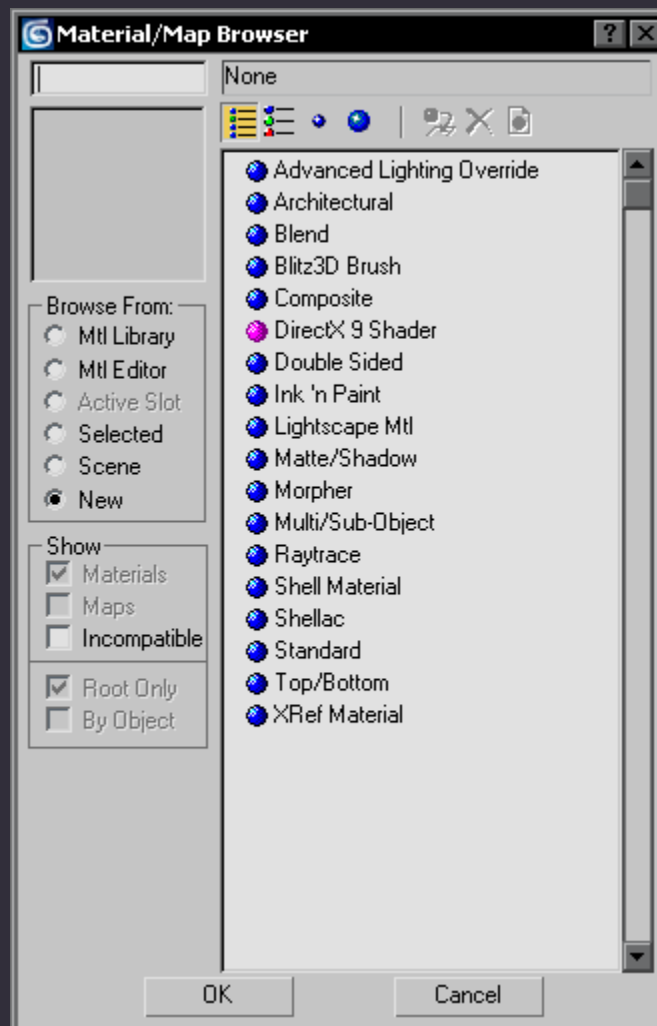 Material/Map Browser
None
Advanced Lighting Override
Architectural
Blend
Blitz3D Brush
Composite
DirectX 9 Shader
Double Sided
Ink 'n Paint
Lightscape Mtl
Matte/Shadow
Morpher
Multi/Sub-Object
Raytrace
Shell Material
Shellac
Standard
Top/Bottom
XRef Material
Browse From:
Mtl Library
Mtl Editor
Active Slot
Selected
Scene
New
Show
Materials
Maps
Incompatible
Root Only
By Object
OK
Cancel